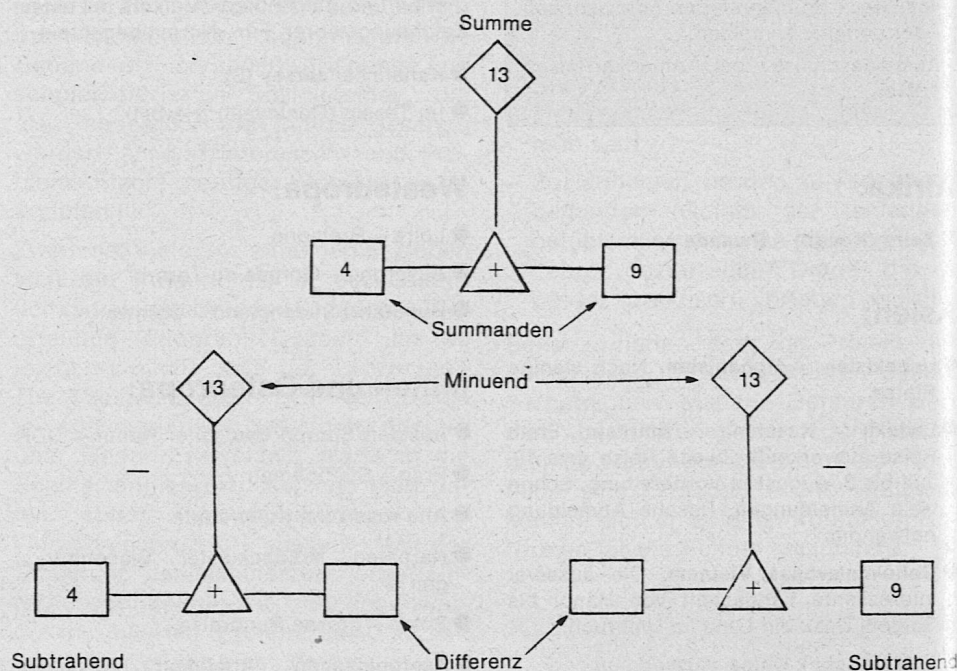 Summe
13
4 + 9
Summanden
13 Minuend 13
– –
4 + + 9
Subtrahend Differenz Subtrahend